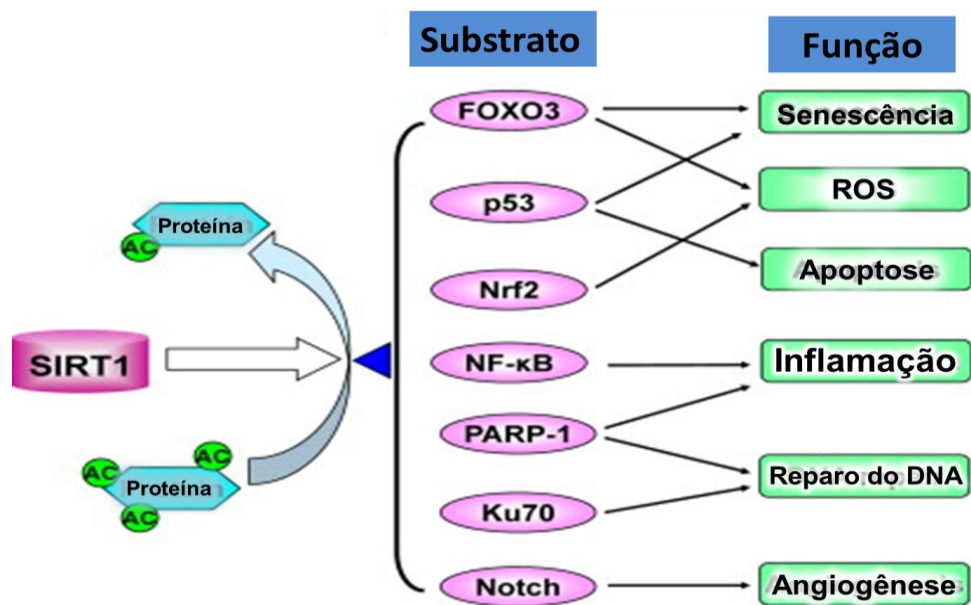 Substrato
Função
FOXO3
Senescência
p53
ROS
Proteína
AC
Apoptose
Nrf2
SIRT1
NF-κB
Inflamação
PARP-1
AC
AC
Proteína
AC
Reparo do DNA
Ku70
Notch
Angiogênese